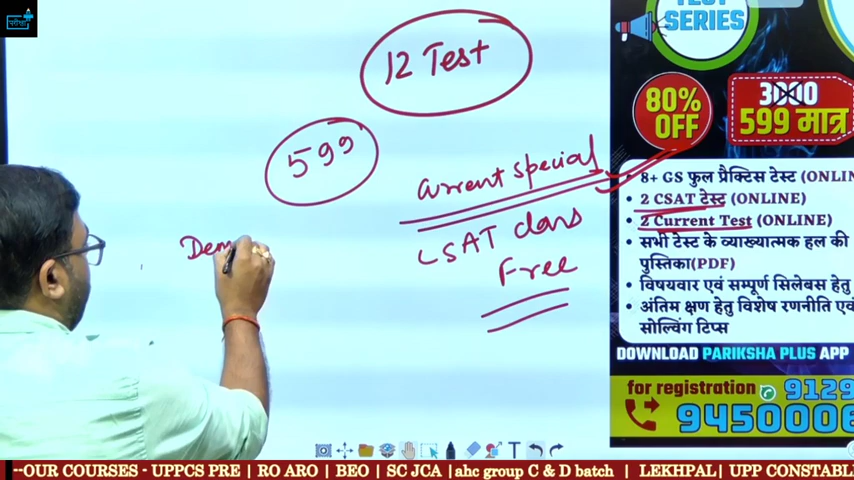 परीक्षा
12 Test
599
Current special
CSAT class
Free
Dem
TEST
SERIES
80%
OFF
3000
599 मात्र
• 8+ GS फुल प्रैक्टिस टेस्ट (ONLIN
• 2 CSAT टेस्ट (ONLINE)
• 2 Current Test (ONLINE)
• सभी टेस्ट के व्याख्यात्मक हल की
पुस्तिका(PDF)
• विषयवार एवं सम्पूर्ण सिलेबस हेतु
• अंतिम क्षण हेतु विशेष रणनीति एवं
सोल्विंग टिप्स
DOWNLOAD PARIKSHA PLUS APP
for registration 9129
9450006
--OUR COURSES - UPPCS PRE | RO ARO | BEO | SC JCA |ahc group C & D batch | LEKHPAL| UPP CONSTABL